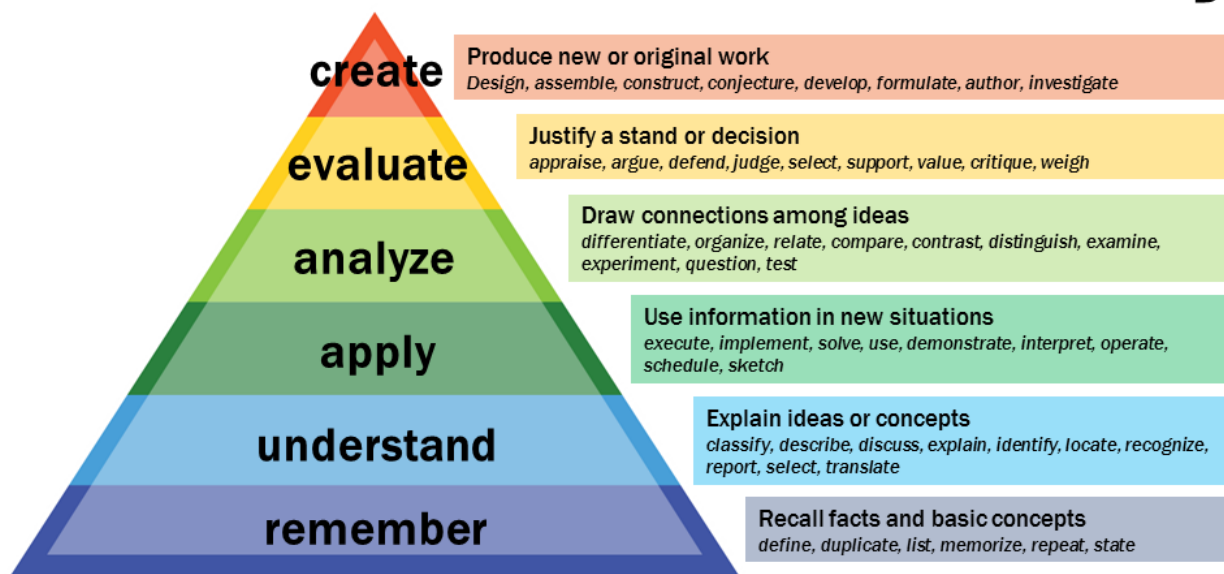 create
Produce new or original work
Design, assemble, construct, conjecture, develop, formulate, author, investigate
evaluate
Justify a stand or decision
appraise, argue, defend, judge, select, support, value, critique, weigh
analyze
Draw connections among ideas
differentiate, organize, relate, compare, contrast, distinguish, examine,
experiment, question, test
apply
Use information in new situations
execute, implement, solve, use, demonstrate, interpret, operate,
schedule, sketch
understand
Explain ideas or concepts
classify, describe, discuss, explain, identify, locate, recognize,
report, select, translate
remember
Recall facts and basic concepts
define, duplicate, list, memorize, repeat, state